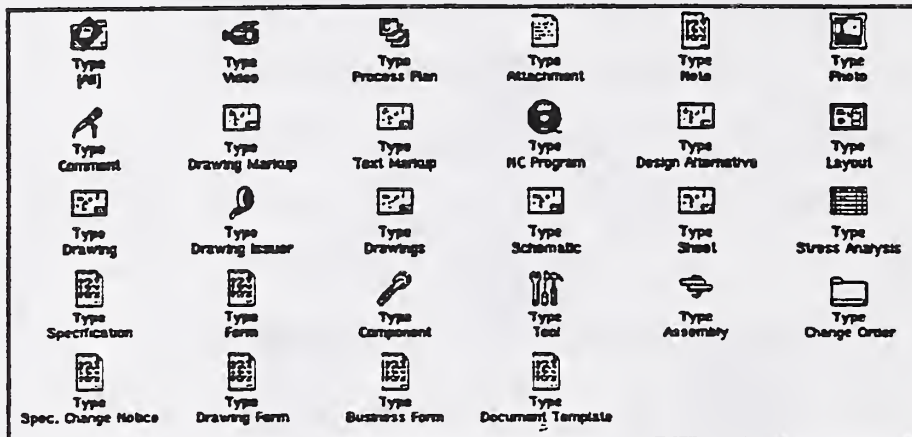 Type Type Type Type Type Type
[All] Video Process Plan Attachment Note Photo
Type Type Type Type Type Type
Comment Drawing Markup Text Markup NC Program Design Alternative Layout
Type Type Type Type Type Type
Drawing Drawing Issuer Drawings Schematic Sheet Stress Analysis
Type Type Type Type Type Type
Specification Form Component Tool Assembly Change Order
Type Type Type Type
Spec. Change Notice Drawing Form Business Form Document Template